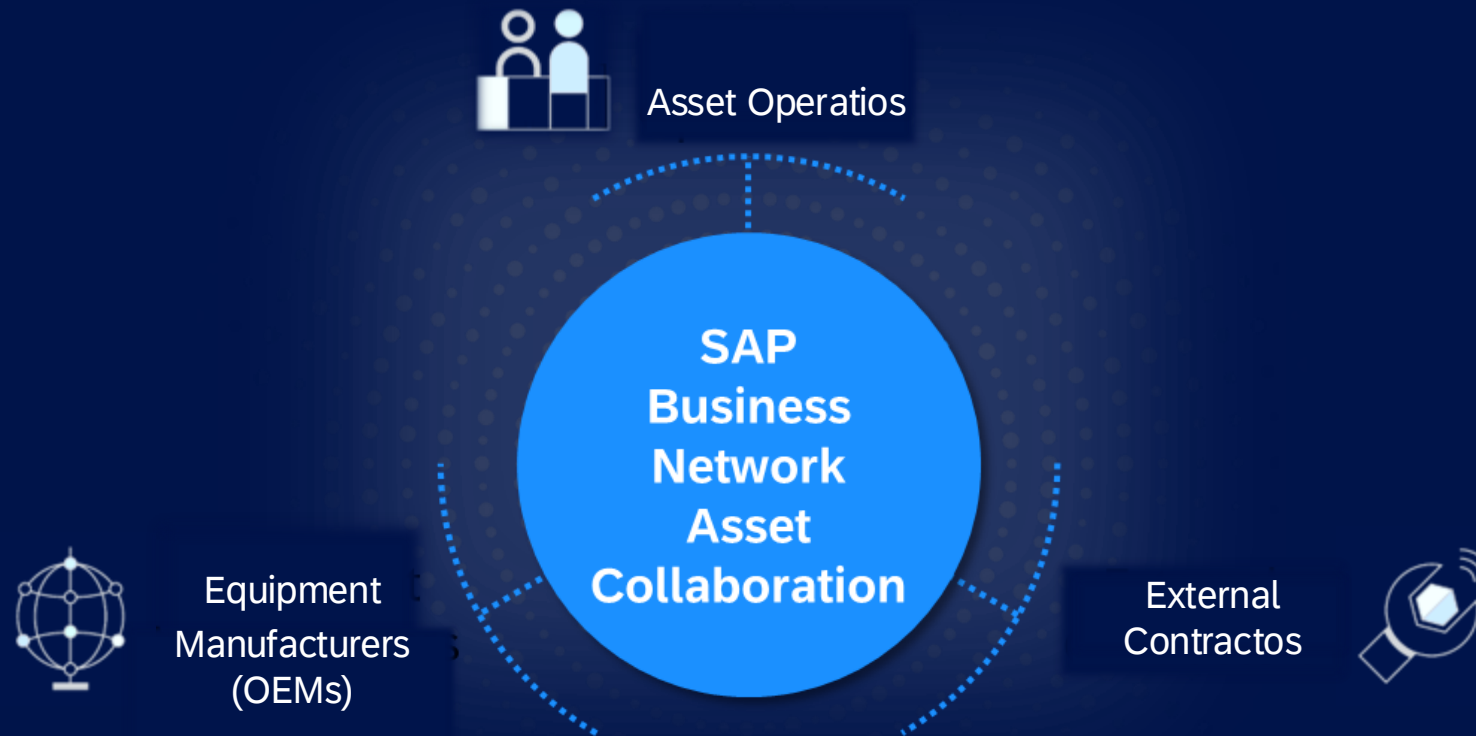 Asset Operatios
SAP
Business
Network
Asset
Collaboration
Equipment
Manufacturers
(OEMs)
External
Contractos